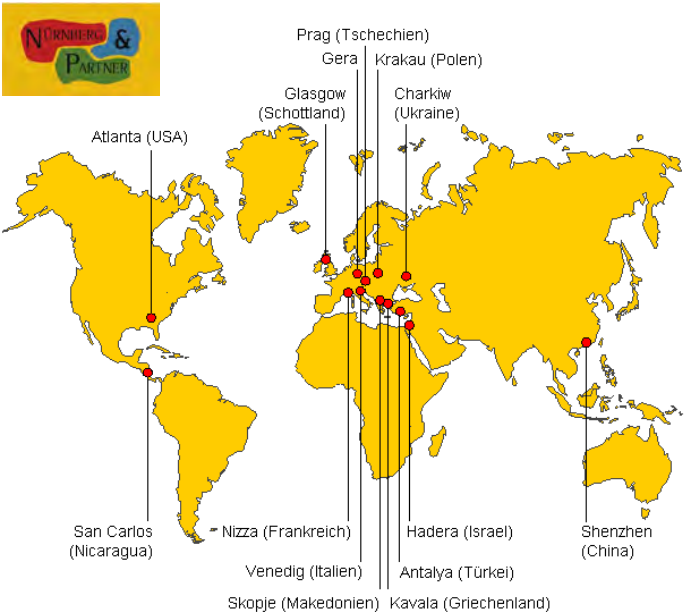 NÜRNBERG &
PARTNER
Prag (Tschechien)
Gera
Krakau (Polen)
Glasgow
(Schottland)
Charkiw
(Ukraine)
Atlanta (USA)
San Carlos
(Nicaragua)
Nizza (Frankreich)
Hadera (Israel)
Shenzhen
(China)
Venedig (Italien)
Antalya (Türkei)
Skopje (Makedonien)
Kavala (Griechenland)